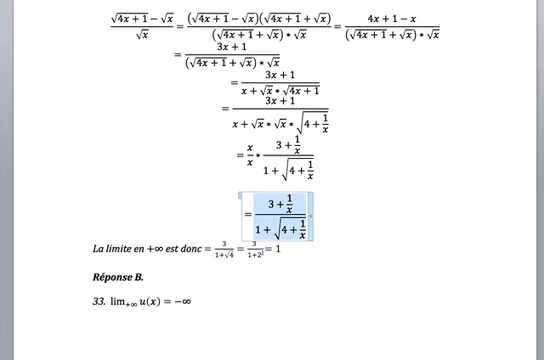 (√(4x + 1) − √x)/√x = ((√(4x + 1) − √x)(√(4x + 1) + √x))/((√(4x + 1) + √x) * √x) = (4x + 1 − x)/((√(4x + 1) + √x) * √x)
= (3x + 1)/((√(4x + 1) + √x) * √x)
= (3x + 1)/(x + √x * √(4x + 1))
= (3x + 1)/(x + √x * √x * √(4 + 1/x))
= x/x * (3 + 1/x)/(1 + √(4 + 1/x))
= (3 + 1/x)/(1 + √(4 + 1/x)) .
La limite en +∞ est donc = 3/(1+√4) = 3/(1+2) = 1
Réponse B.
33. lim₊∞ u(x) = −∞